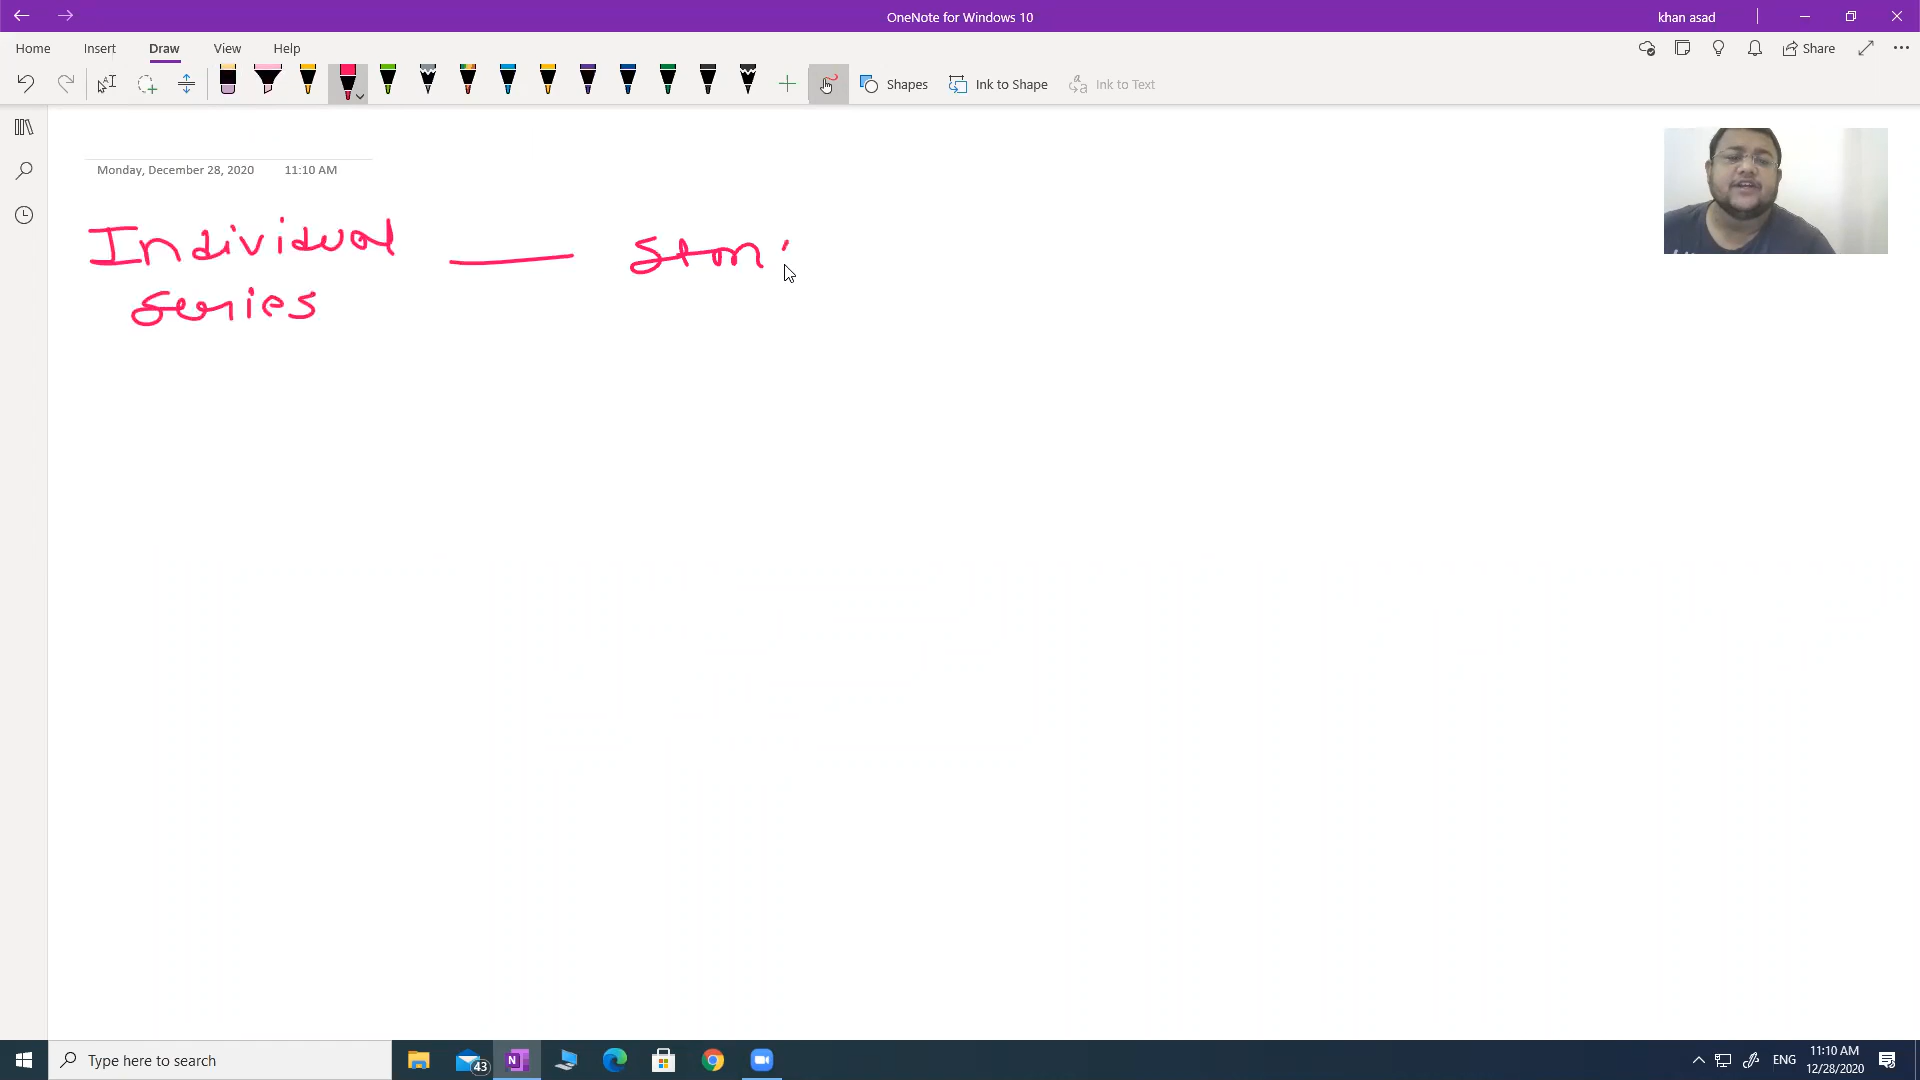 OneNote for Windows 10
khan asad
Home Insert Draw View Help
Share
Shapes
Ink to Shape
Ink to Text
Monday, December 28, 2020 11:10 AM
Individual
Series
Type here to search
43
ENG
11:10 AM
12/28/2020